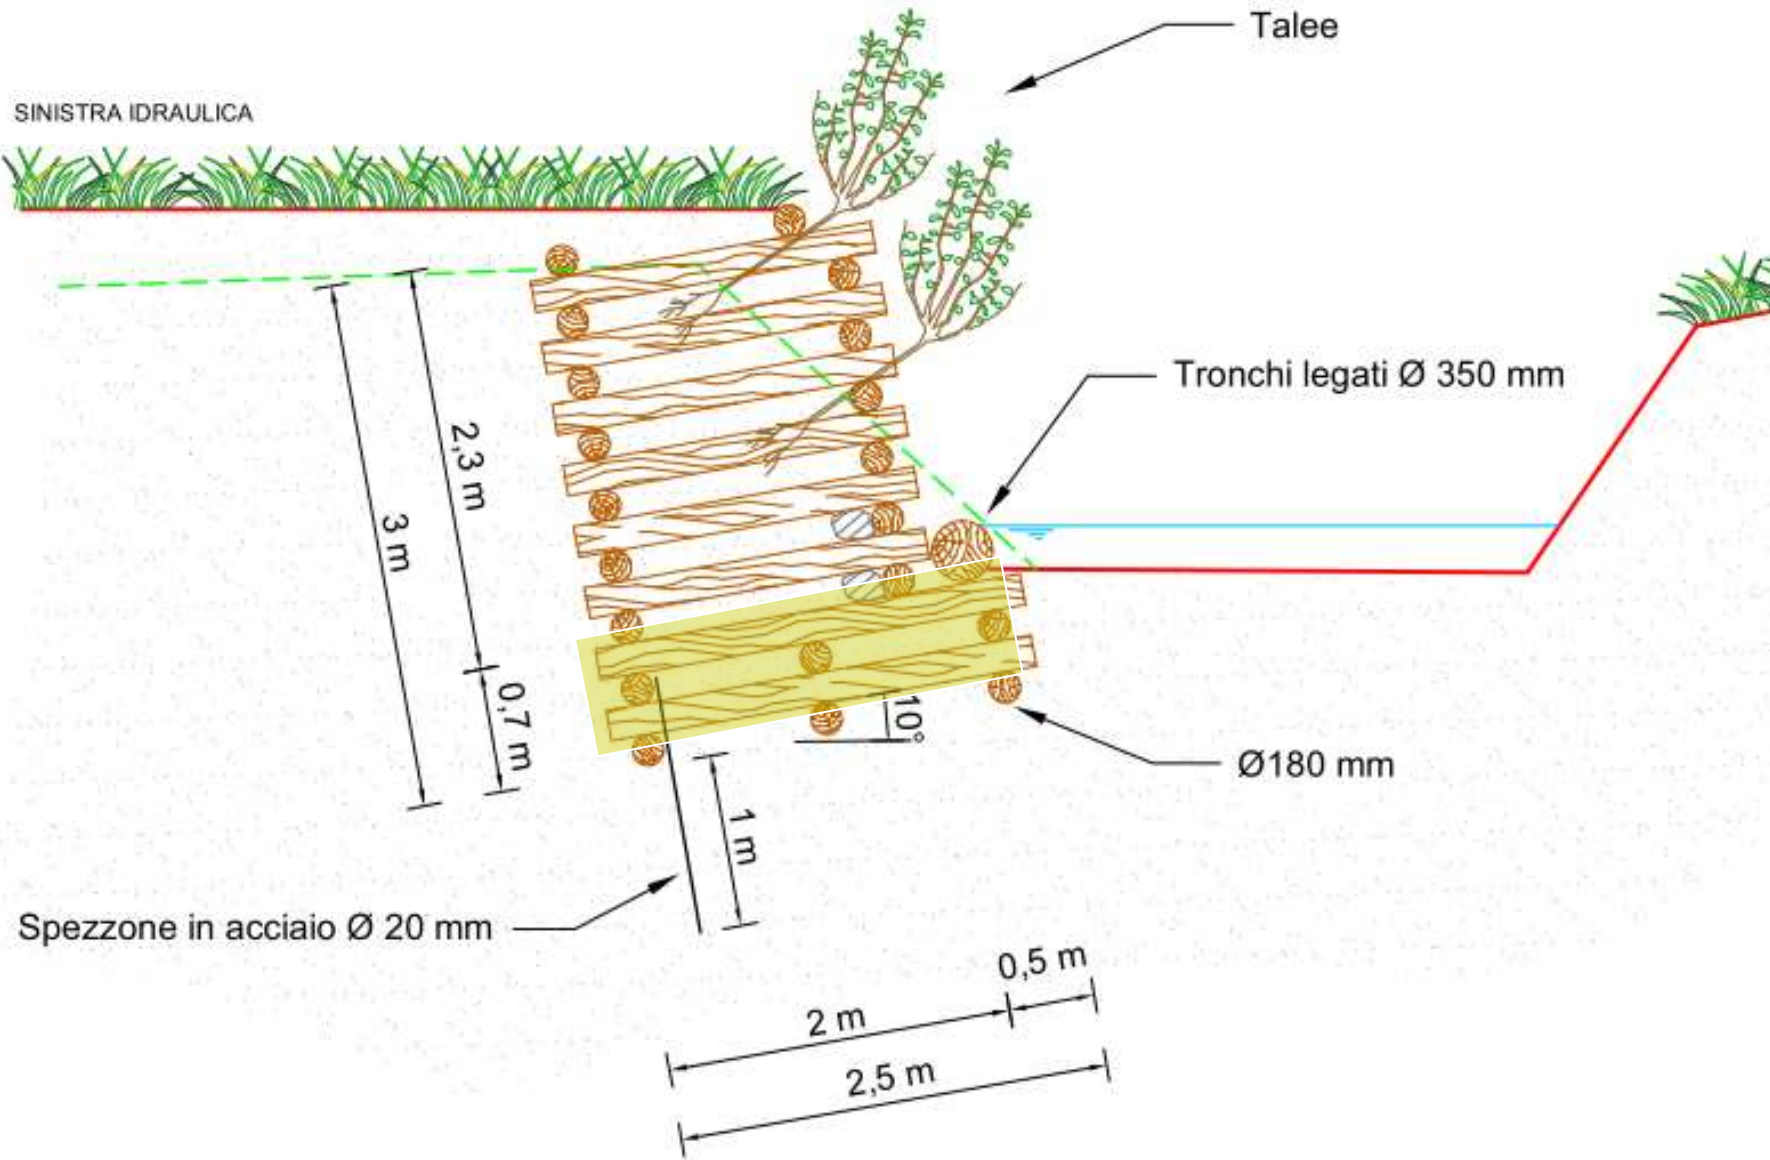 Talee
SINISTRA IDRAULICA
Tronchi legati Ø 350 mm
2,3 m
3 m
0,7 m
10°
Ø180 mm
1 m
Spezzone in acciaio Ø 20 mm
0,5 m
2 m
2,5 m